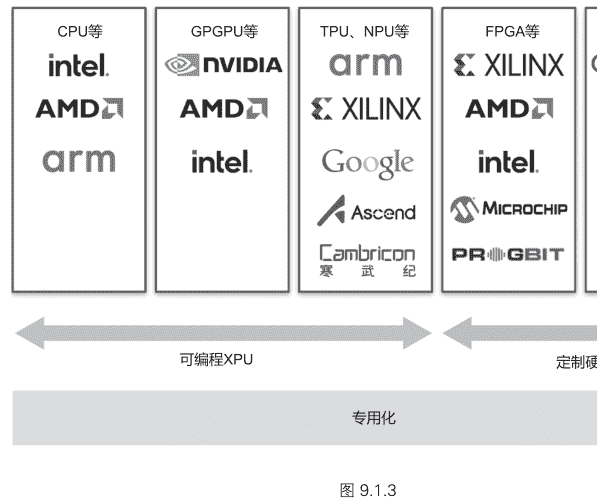 CPU等
intel.
AMD
arm
GPGPU等
NVIDIA
AMD
intel.
TPU、NPU等
arm
XILINX
Google
Ascend
Cambricon
寒 武 纪
FPGA等
XILINX
AMD
intel.
MICROCHIP
PROGBIT
可编程XPU
定制硬
专用化
图 9.1.3